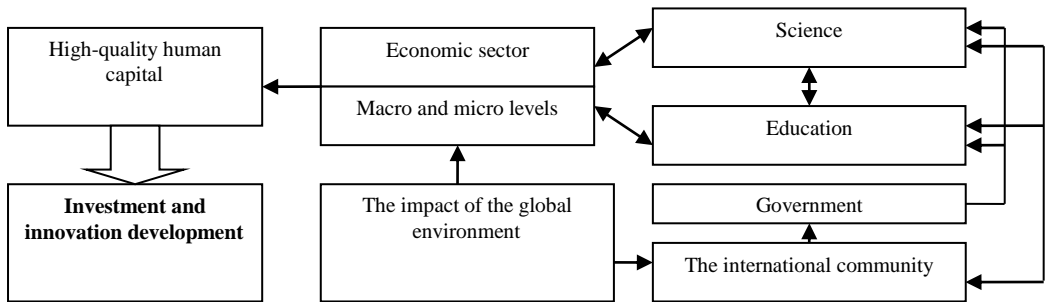 High-quality human
capital
Economic sector
Macro and micro levels
Science
Education
Investment and
innovation development
The impact of the global
environment
Government
The international community